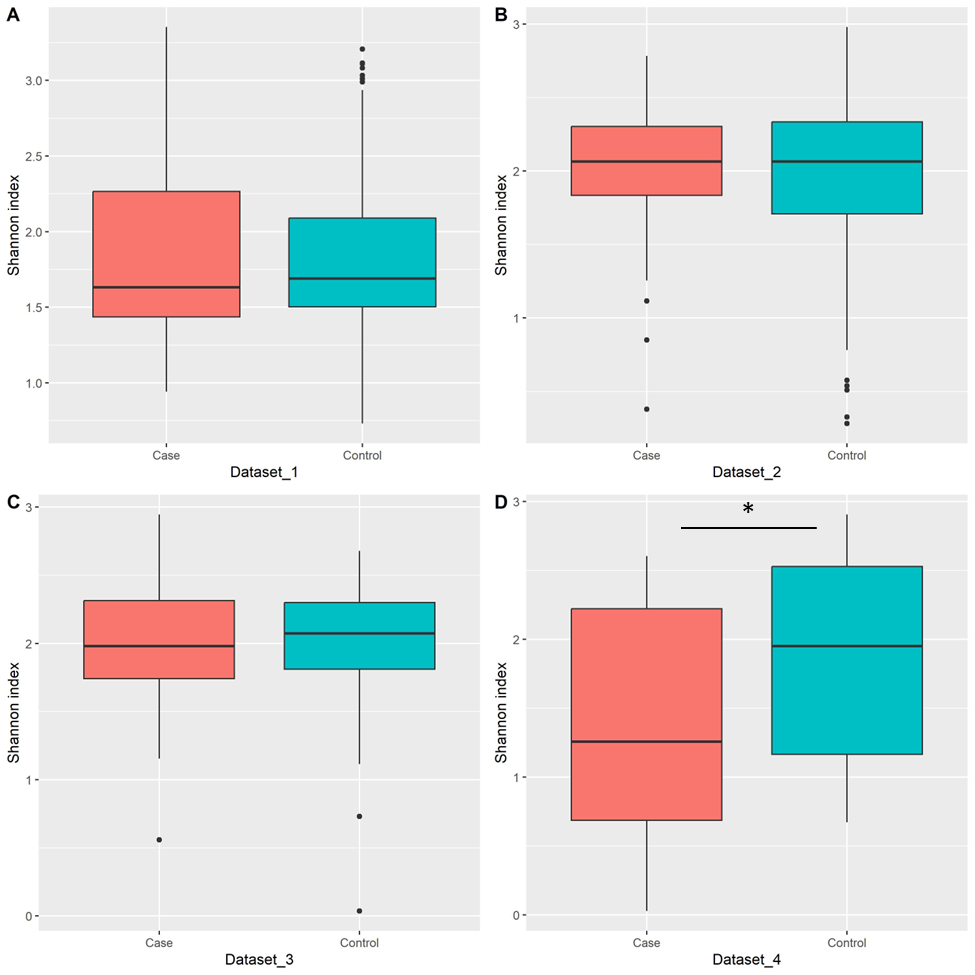 A
Shannon index
3.0
2.5
2.0
1.5
1.0
Case Control
Dataset_1
B
Shannon index
3
2
1
Case Control
Dataset_2
C
Shannon index
3
2
1
0
Case Control
Dataset_3
D
*
Shannon index
3
2
1
0
Case Control
Dataset_4